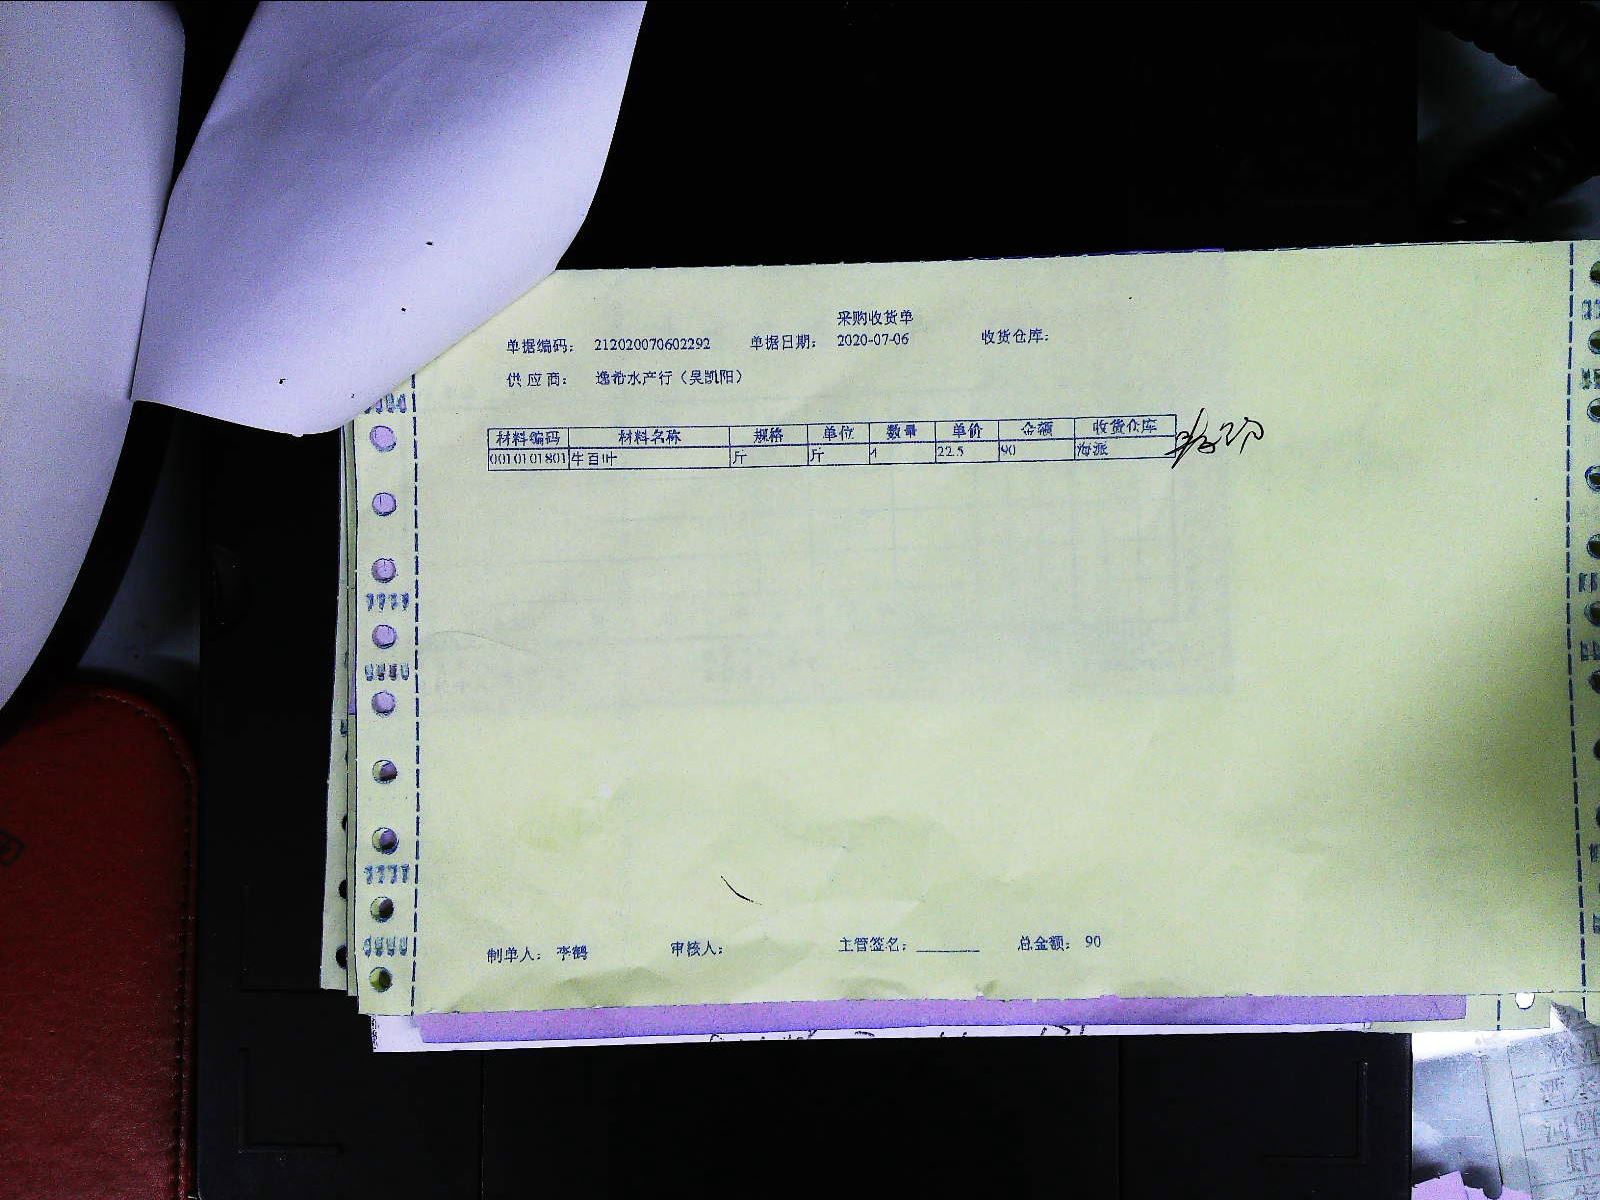 采购收货单
单据编码： 212020070602292 单据日期： 2020-07-06 收货仓库：
供应商： 逸希水产行（吴凯阳）
材料编码 材料名称 规格 单位 数量 单价 金额 收货仓库
0010101801 牛百叶 斤 斤 4 22.5 90 海派
制单人： 李鹤 审核人： 主管签名：________ 总金额： 90